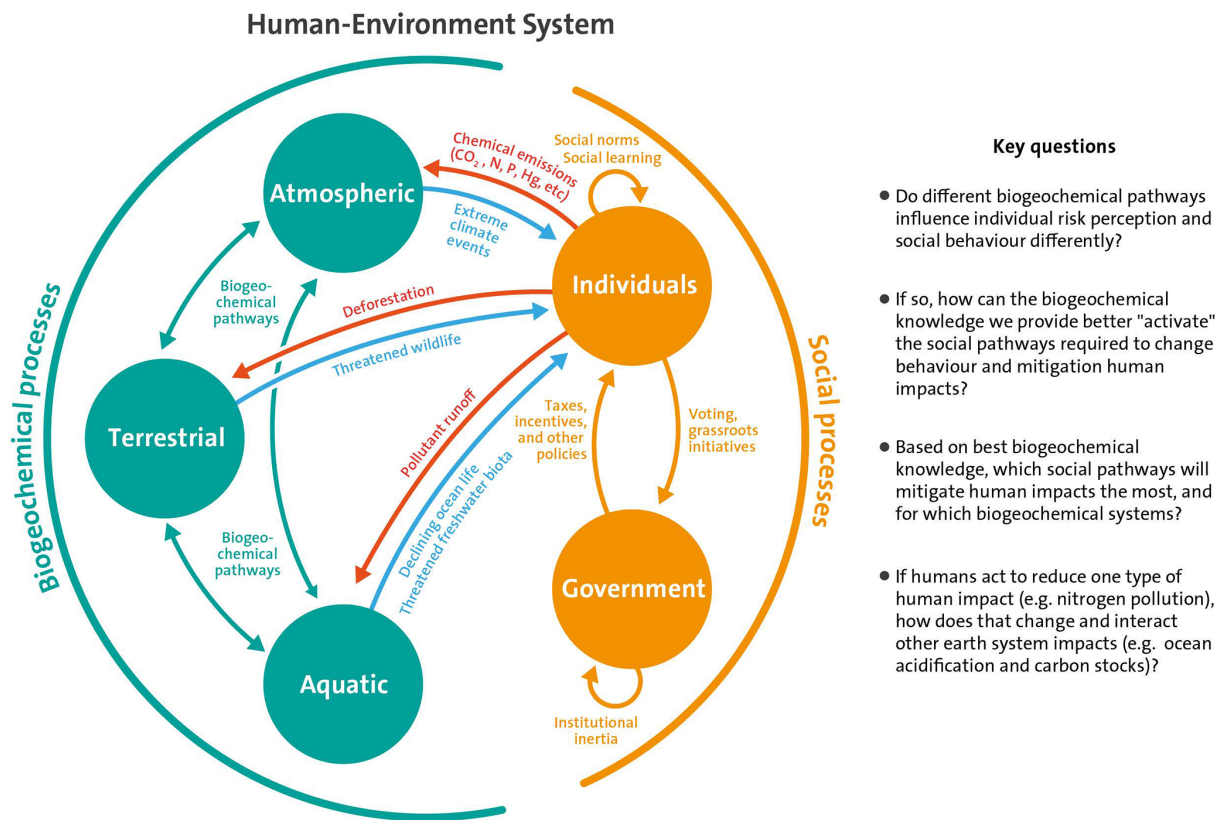 Human-Environment System
Biogeochemical processes
Atmospheric
Chemical emissions
(CO₂ , N, P, Hg, etc)
Extreme
climate
events
Social norms
Social learning
Individuals
Biogeo-
chemical
pathways
Deforestation
Threatened wildlife
Terrestrial
Pollutant runoff
Declining ocean life
Threatened freshwater biota
Taxes,
incentives,
and other
policies
Voting,
grassroots
initiatives
Social processes
Biogeo-
chemical
pathways
Government
Aquatic
Institutional
inertia
Key questions
● Do different biogeochemical pathways
influence individual risk perception and
social behaviour differently?
● If so, how can the biogeochemical
knowledge we provide better "activate"
the social pathways required to change
behaviour and mitigation human
impacts?
● Based on best biogeochemical
knowledge, which social pathways will
mitigate human impacts the most, and
for which biogeochemical systems?
● If humans act to reduce one type of
human impact (e.g. nitrogen pollution),
how does that change and interact
other earth system impacts (e.g. ocean
acidification and carbon stocks)?